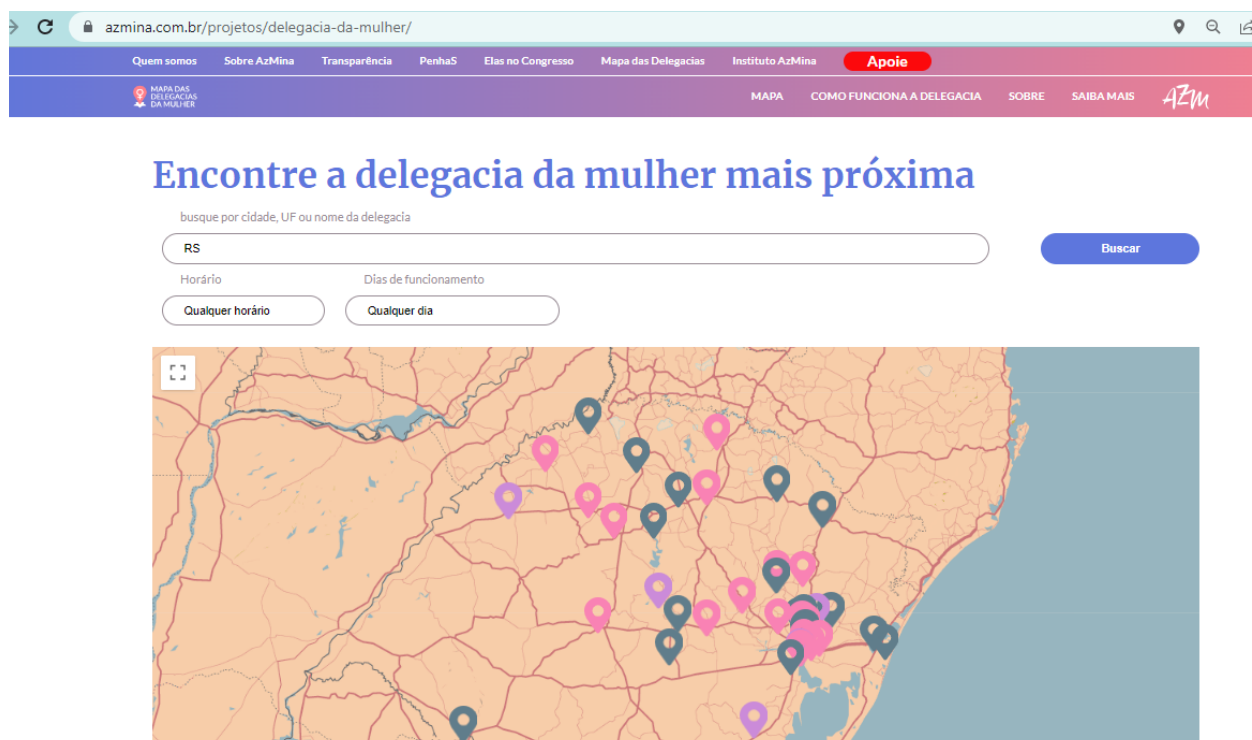 azmina.com.br/projetos/delegacia-da-mulher/
Quem somos Sobre AzMina Transparência PenhaS Elas no Congresso Mapa das Delegacias Instituto AzMina Apoie
MAPA DAS
DELEGACIAS
DA MULHER
MAPA COMO FUNCIONA A DELEGACIA SOBRE SAIBA MAIS AZM
Encontre a delegacia da mulher mais próxima
busque por cidade, UF ou nome da delegacia
RS Buscar
Horário Dias de funcionamento
Qualquer horário Qualquer dia